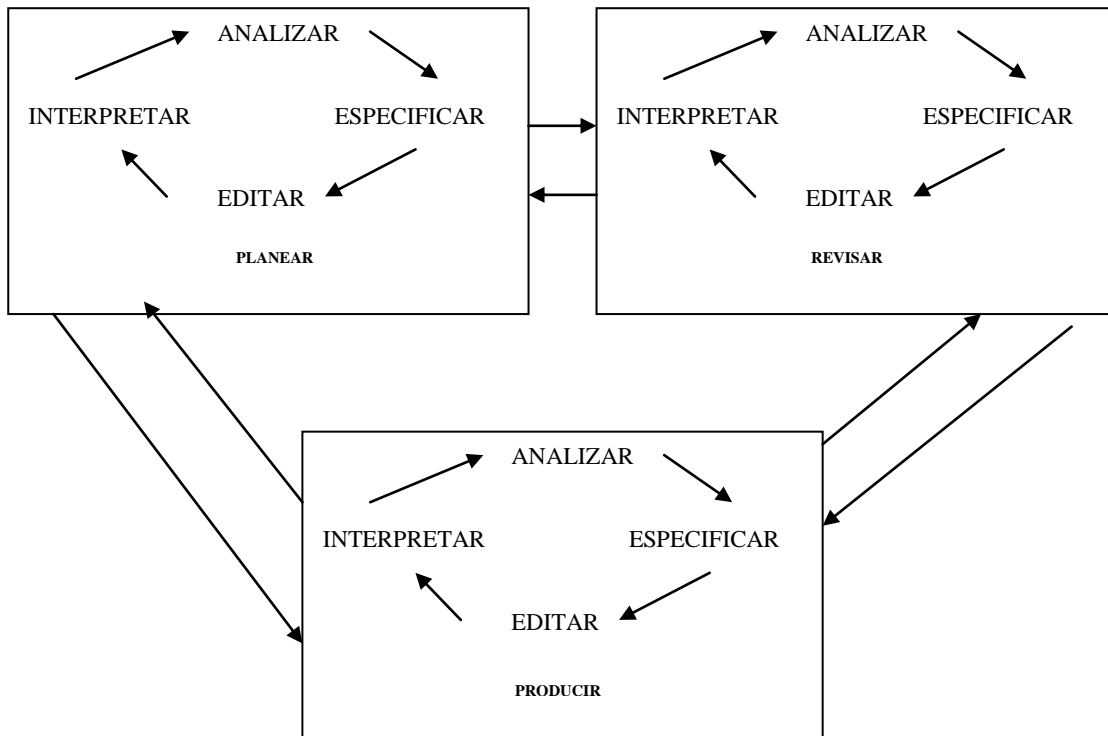 ANALIZAR
INTERPRETAR ESPECIFICAR
EDITAR
PLANEAR
ANALIZAR
INTERPRETAR ESPECIFICAR
EDITAR
REVISAR
ANALIZAR
INTERPRETAR ESPECIFICAR
EDITAR
PRODUCIR